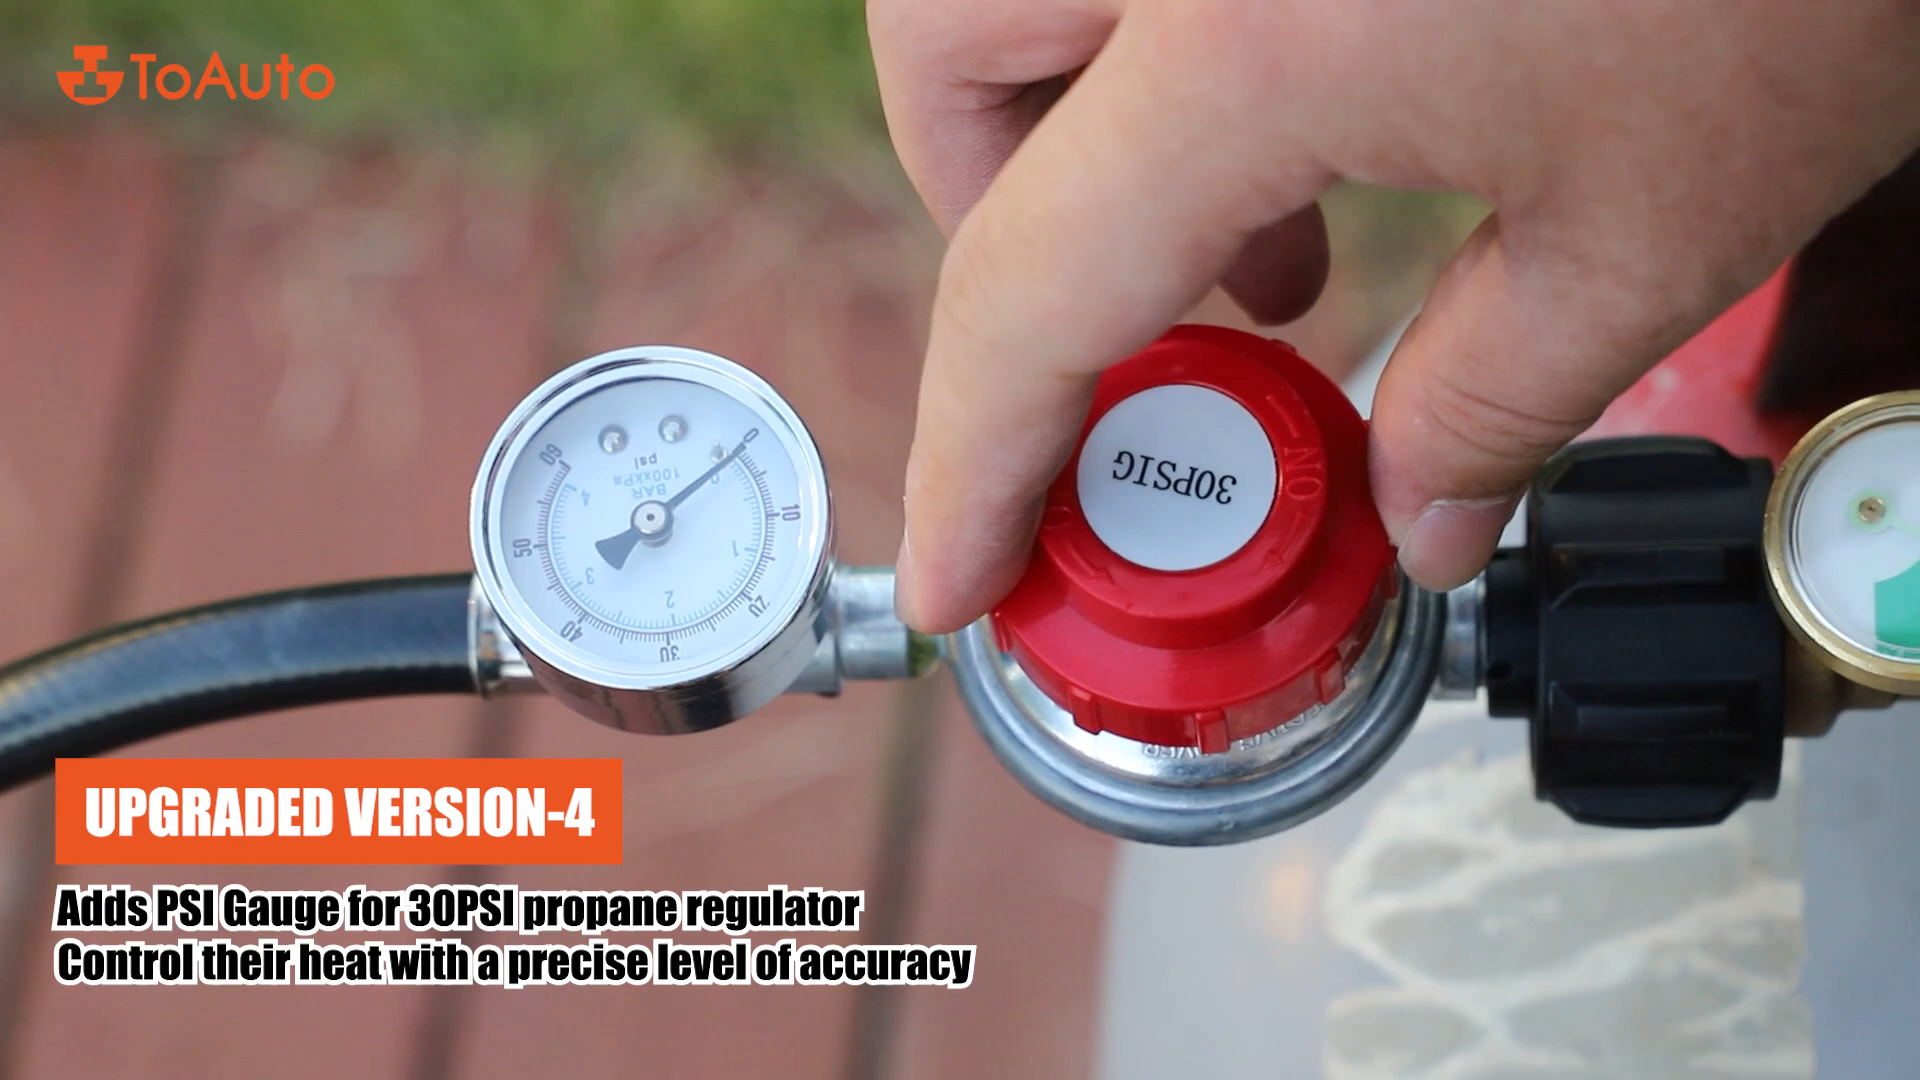 ToAuto
0
10
20
30
40
50
60
psi
100xkPa
BAR
0
1
2
3
4
30PSIG
ON
UPGRADED VERSION-4
Adds PSI Gauge for 30PSI propane regulator
Control their heat with a precise level of accuracy